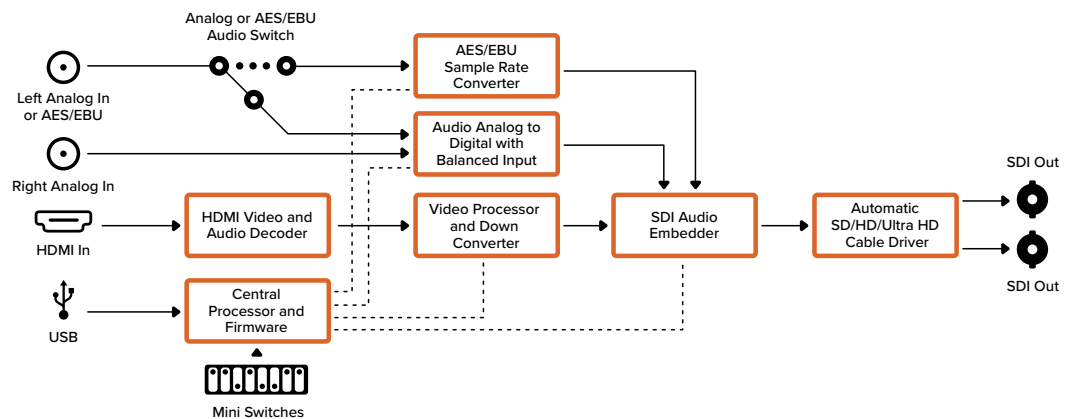 Analog or AES/EBU
Audio Switch
Left Analog In
or AES/EBU
AES/EBU
Sample Rate
Converter
Audio Analog to
Digital with
Balanced Input
Right Analog In
HDMI In
HDMI Video and
Audio Decoder
Video Processor
and Down
Converter
SDI Audio
Embedder
Automatic
SD/HD/Ultra HD
Cable Driver
SDI Out
SDI Out
USB
Central
Processor and
Firmware
Mini Switches